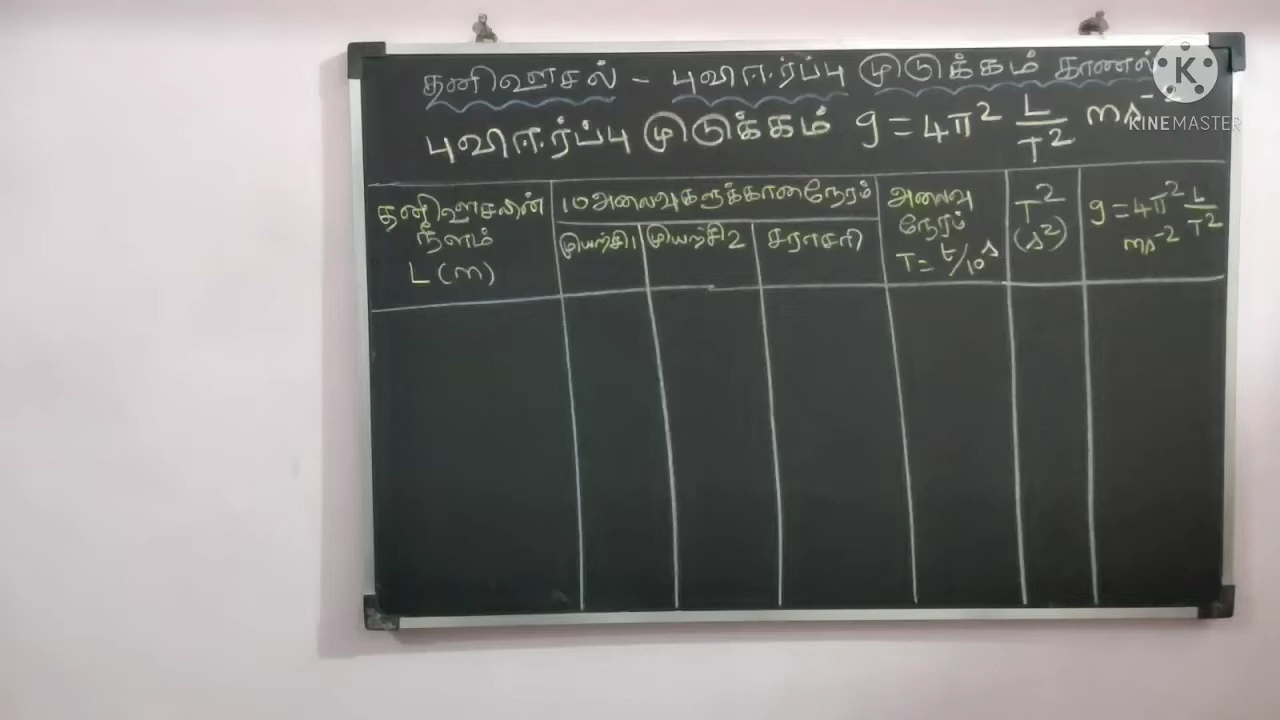 தனிஊசல் - புவிஈர்ப்பு முடுக்கம் காணல்
புவிஈர்ப்பு முடுக்கம் g = 4π² L/T² ms⁻²
KINEMASTER
தனிஊசலின் நீளம் L (m)
10 அலைவுகளுக்கான நேரம்
முயற்சி 1
முயற்சி 2
சராசரி
அலைவு நேரம் T = t/10 s
T² (s²)
g = 4π² L/T² ms⁻²